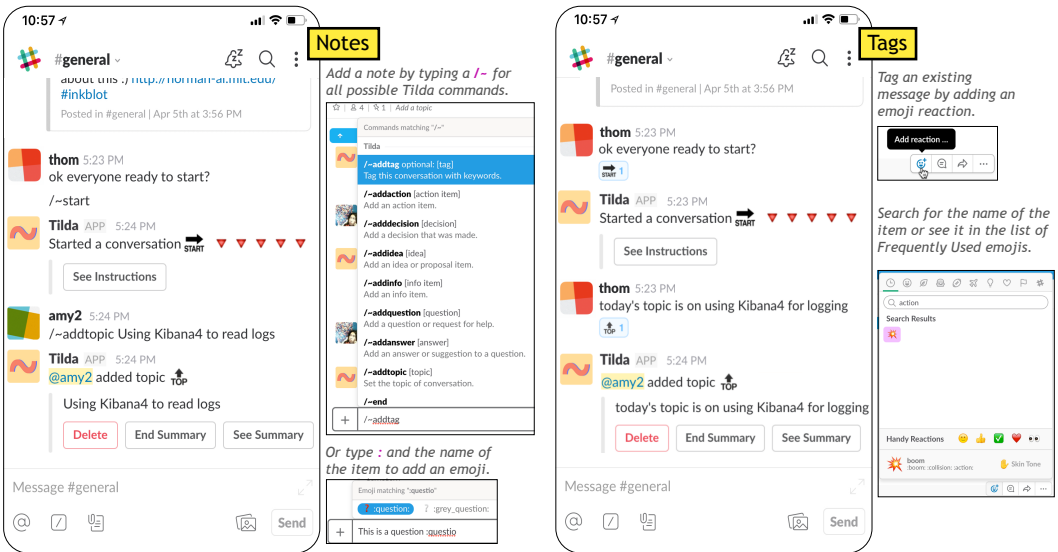 10:57
Notes
#general
about this :) http://norman-ai.mit.edu/
#inkblot
Posted in #general | Apr 5th at 3:56 PM
thom 5:23 PM
ok everyone ready to start?
/~start
Tilda APP 5:24 PM
Started a conversation START
See Instructions
amy2 5:24 PM
/~addtopic Using Kibana4 to read logs
Tilda APP 5:24 PM
@amy2 added topic TOP
Using Kibana4 to read logs
Delete End Summary See Summary
Message #general
@ / Send
Add a note by typing a /~ for
all possible Tilda commands.
4 | 1 | Add a topic
Commands matching "/~"
Tilda
/~addtag optional: [tag]
Tag this conversation with keywords.
/~addaction [action item]
Add an action item.
/~adddecision [decision]
Add a decision that was made.
/~addidea [idea]
Add an idea or proposal item.
/~addinfo [info item]
Add an info item.
/~addquestion [question]
Add a question or request for help.
/~addanswer [answer]
Add an answer or suggestion to a question.
/~addtopic [topic]
Set the topic of conversation.
/~end
+ /~addtag
Or type : and the name of
the item to add an emoji.
Emoji matching ":questio"
? :question: ? :grey_question:
+ This is a question :questio
10:57
Tags
#general
Posted in #general | Apr 5th at 3:56 PM
thom 5:23 PM
ok everyone ready to start?
START 1
Tilda APP 5:23 PM
Started a conversation START
See Instructions
thom 5:23 PM
today's topic is on using Kibana4 for logging
TOP 1
Tilda APP 5:24 PM
@amy2 added topic TOP
today's topic is on using Kibana4 for logging
Delete End Summary See Summary
Message #general
@ / Send
Tag an existing
message by adding an
emoji reaction.
Add reaction ...
Search for the name of the
item or see it in the list of
Frequently Used emojis.
action
Search Results
Handy Reactions
boom
:boom: :collision: :action:
Skin Tone